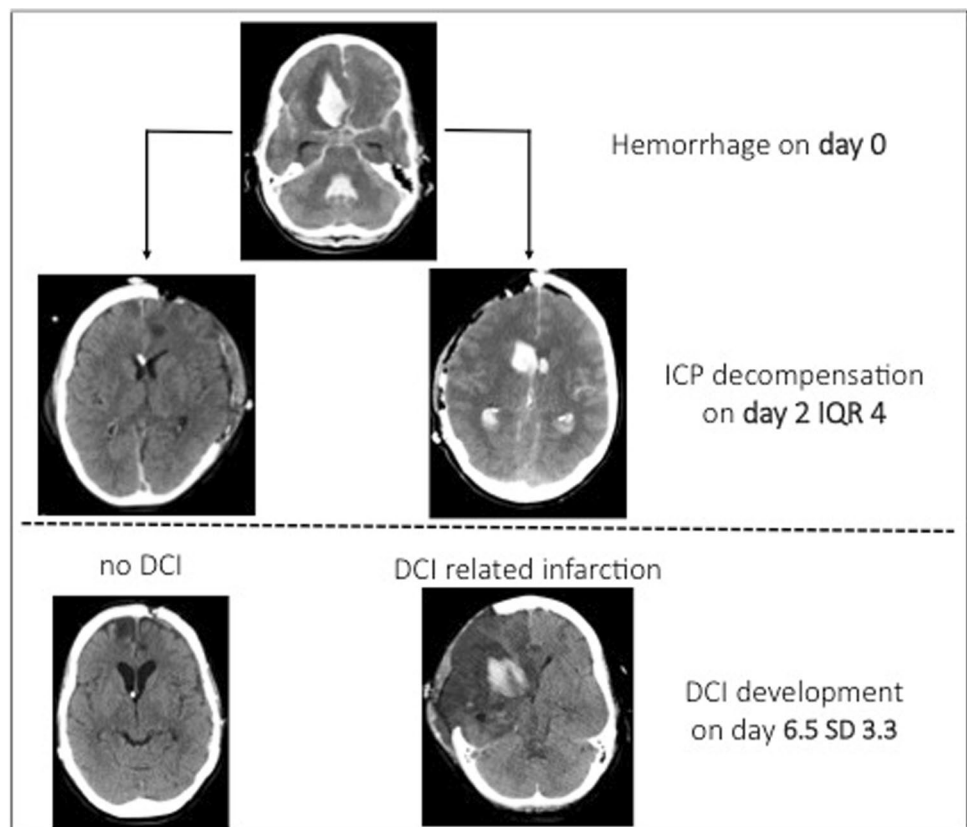 Hemorrhage on day 0
ICP decompensation
on day 2 IQR 4
no DCI
DCI related infarction
DCI development
on day 6.5 SD 3.3